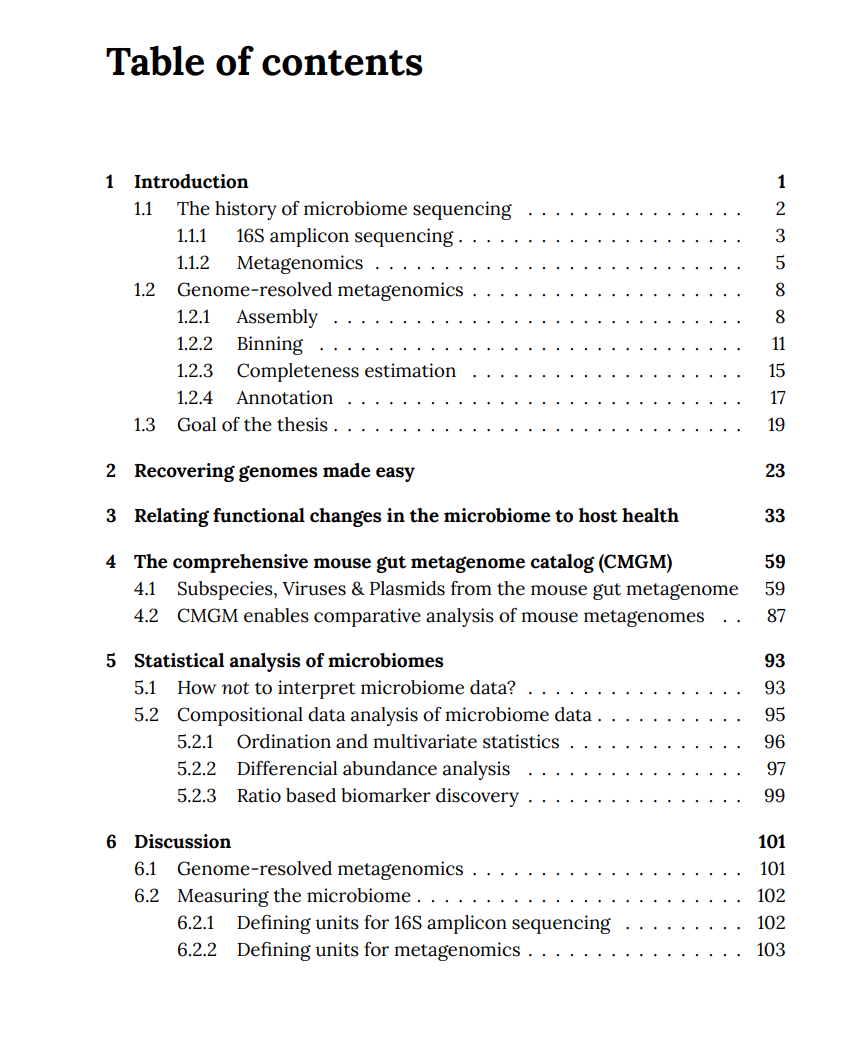 Table of contents
1 Introduction 1
1.1 The history of microbiome sequencing . . . . . . . . . . . . . . . . 2
1.1.1 16S amplicon sequencing . . . . . . . . . . . . . . . . . . . . . 3
1.1.2 Metagenomics . . . . . . . . . . . . . . . . . . . . . . . . . . . 5
1.2 Genome-resolved metagenomics . . . . . . . . . . . . . . . . . . . . 8
1.2.1 Assembly . . . . . . . . . . . . . . . . . . . . . . . . . . . . . . 8
1.2.2 Binning . . . . . . . . . . . . . . . . . . . . . . . . . . . . . . . 11
1.2.3 Completeness estimation . . . . . . . . . . . . . . . . . . . . 15
1.2.4 Annotation . . . . . . . . . . . . . . . . . . . . . . . . . . . . . 17
1.3 Goal of the thesis . . . . . . . . . . . . . . . . . . . . . . . . . . . . . . 19
2 Recovering genomes made easy 23
3 Relating functional changes in the microbiome to host health 33
4 The comprehensive mouse gut metagenome catalog (CMGM) 59
4.1 Subspecies, Viruses & Plasmids from the mouse gut metagenome 59
4.2 CMGM enables comparative analysis of mouse metagenomes . . 87
5 Statistical analysis of microbiomes 93
5.1 How not to interpret microbiome data? . . . . . . . . . . . . . . . . 93
5.2 Compositional data analysis of microbiome data . . . . . . . . . . . 95
5.2.1 Ordination and multivariate statistics . . . . . . . . . . . . . 96
5.2.2 Differencial abundance analysis . . . . . . . . . . . . . . . . 97
5.2.3 Ratio based biomarker discovery . . . . . . . . . . . . . . . . 99
6 Discussion 101
6.1 Genome-resolved metagenomics . . . . . . . . . . . . . . . . . . . . 101
6.2 Measuring the microbiome . . . . . . . . . . . . . . . . . . . . . . . . 102
6.2.1 Defining units for 16S amplicon sequencing . . . . . . . . . 102
6.2.2 Defining units for metagenomics . . . . . . . . . . . . . . . . 103